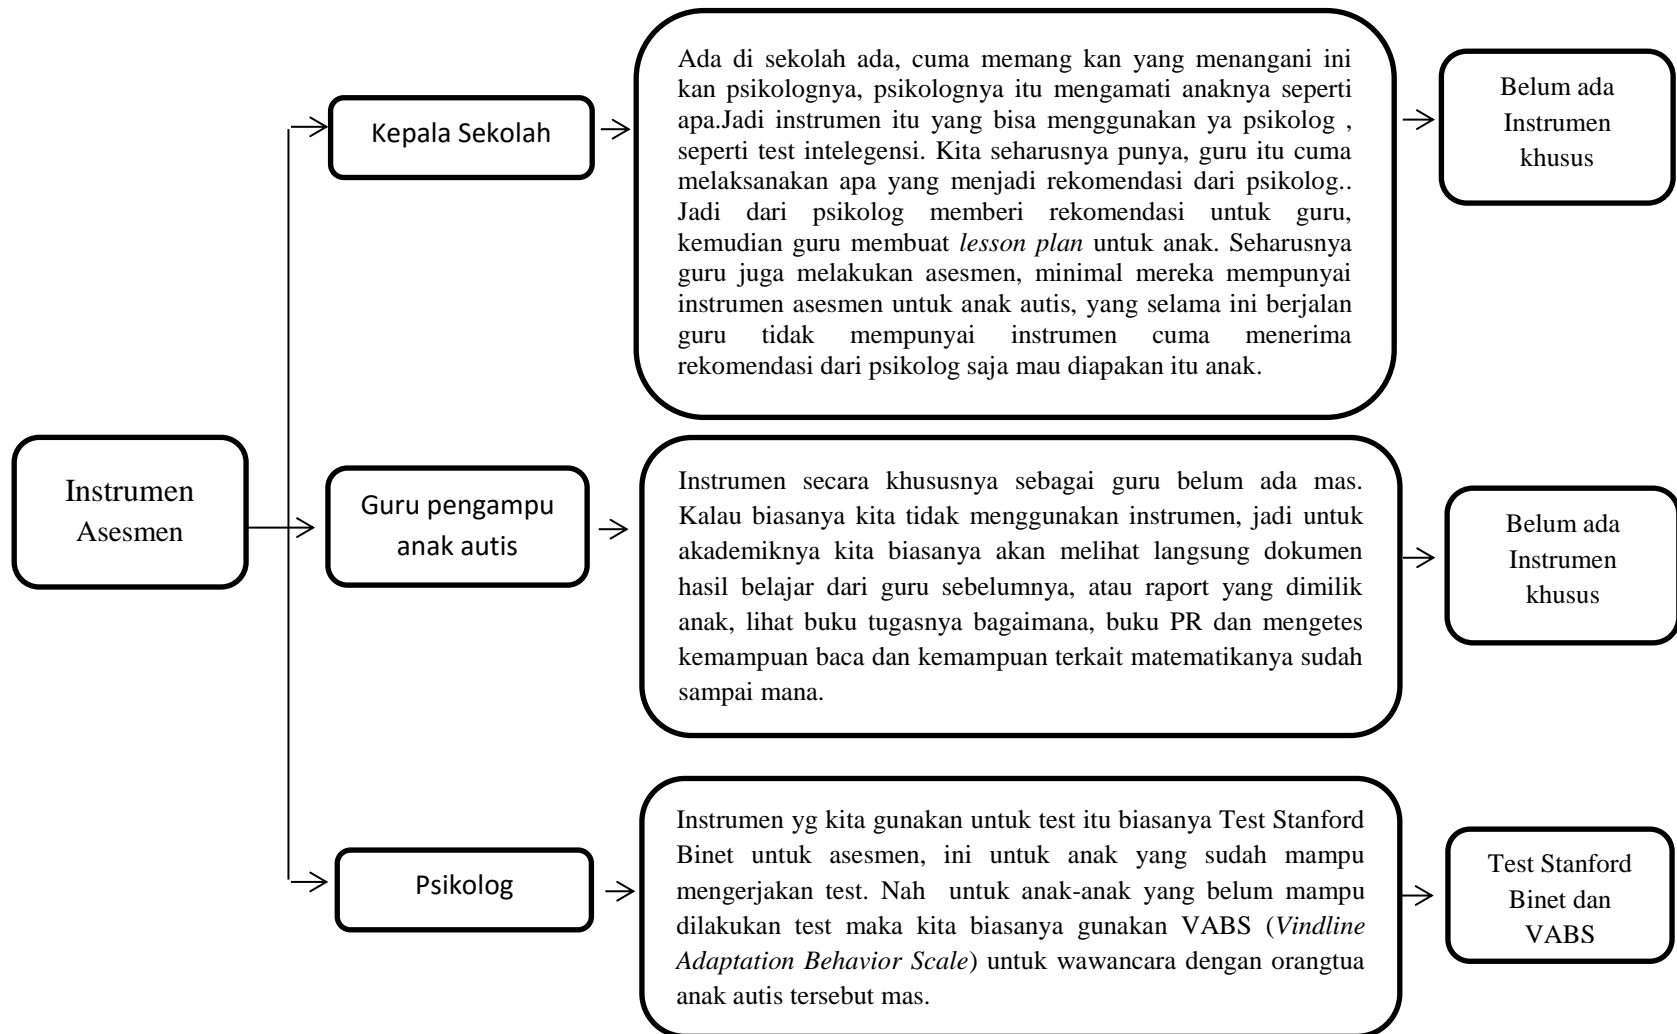 Instrumen
Asesmen
Kepala Sekolah
Ada di sekolah ada, cuma memang kan yang menangani ini
kan psikolognya, psikolognya itu mengamati anaknya seperti
apa.Jadi instrumen itu yang bisa menggunakan ya psikolog ,
seperti test intelegensi. Kita seharusnya punya, guru itu cuma
melaksanakan apa yang menjadi rekomendasi dari psikolog..
Jadi dari psikolog memberi rekomendasi untuk guru,
kemudian guru membuat lesson plan untuk anak. Seharusnya
guru juga melakukan asesmen, minimal mereka mempunyai
instrumen asesmen untuk anak autis, yang selama ini berjalan
guru tidak mempunyai instrumen cuma menerima
rekomendasi dari psikolog saja mau diapakan itu anak.
Belum ada
Instrumen
khusus
Guru pengampu
anak autis
Instrumen secara khususnya sebagai guru belum ada mas.
Kalau biasanya kita tidak menggunakan instrumen, jadi untuk
akademiknya kita biasanya akan melihat langsung dokumen
hasil belajar dari guru sebelumnya, atau raport yang dimilik
anak, lihat buku tugasnya bagaimana, buku PR dan mengetes
kemampuan baca dan kemampuan terkait matematikanya sudah
sampai mana.
Belum ada
Instrumen
khusus
Psikolog
Instrumen yg kita gunakan untuk test itu biasanya Test Stanford
Binet untuk asesmen, ini untuk anak yang sudah mampu
mengerjakan test. Nah untuk anak-anak yang belum mampu
dilakukan test maka kita biasanya gunakan VABS (Vindline
Adaptation Behavior Scale) untuk wawancara dengan orangtua
anak autis tersebut mas.
Test Stanford
Binet dan
VABS